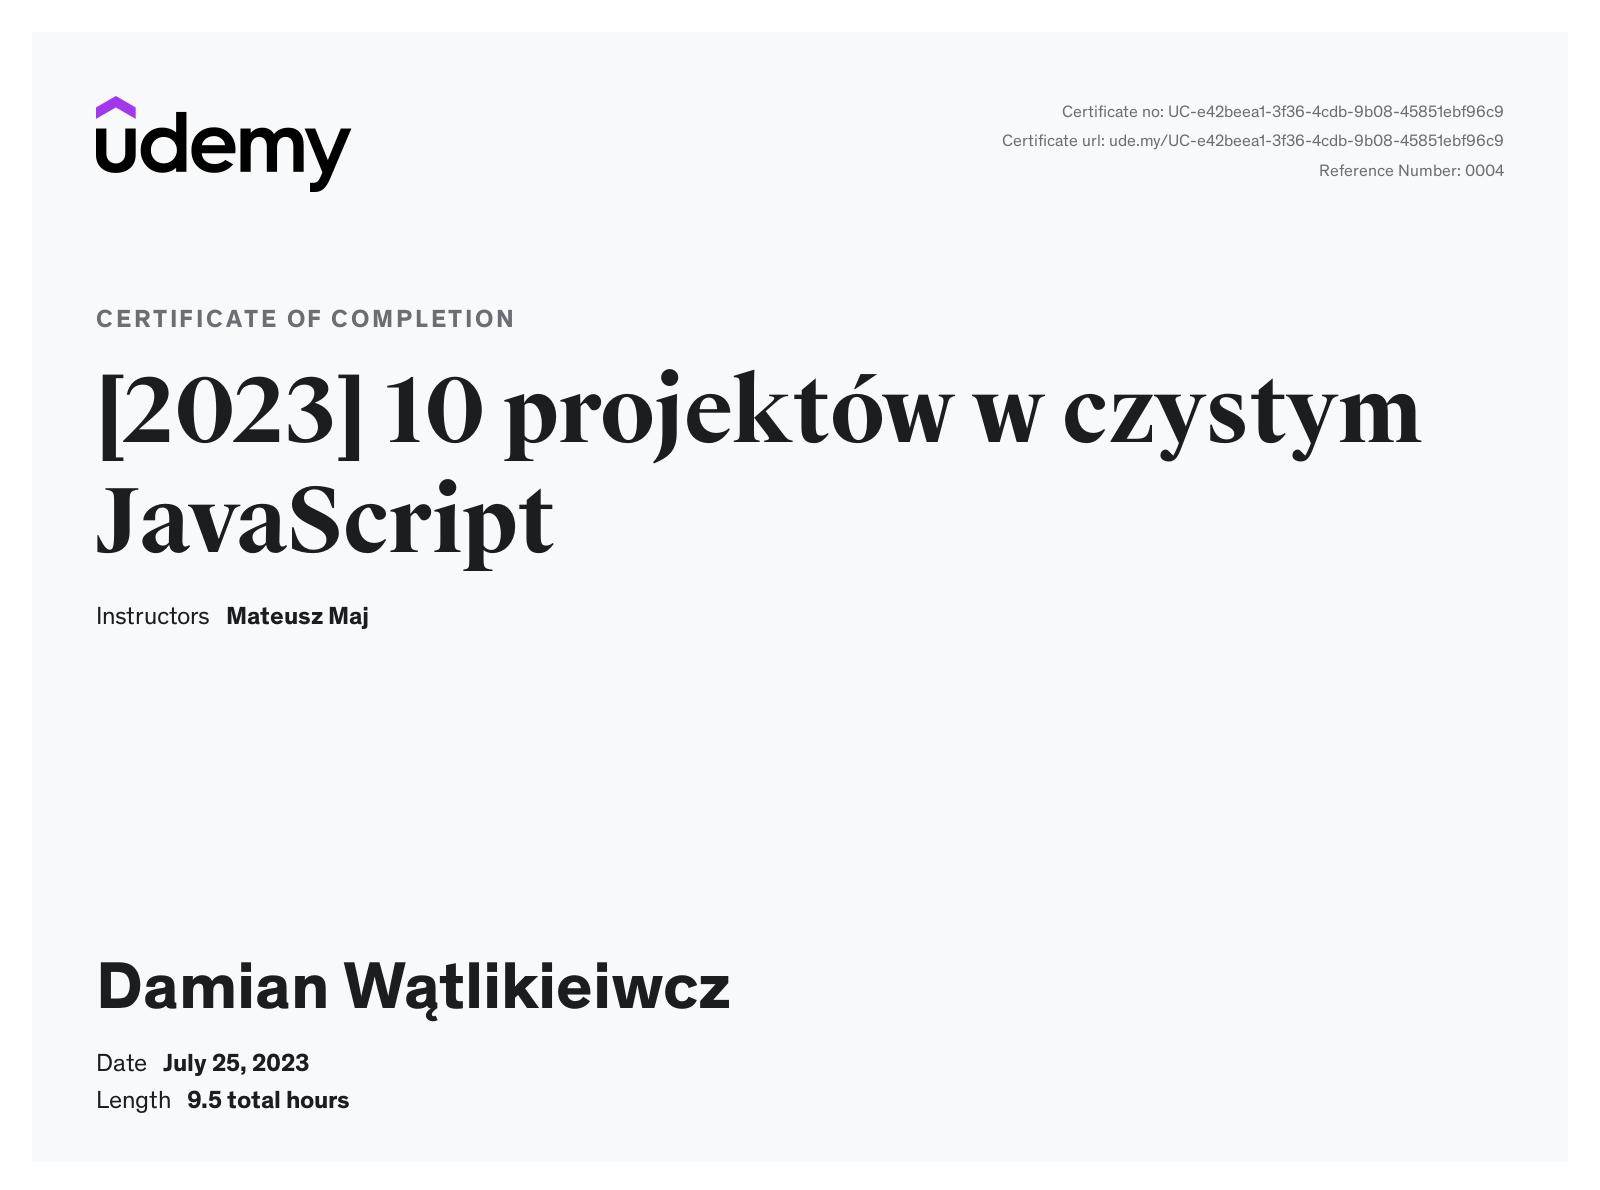 udemy
Certificate no: UC-e42beea1-3f36-4cdb-9b08-45851ebf96c9
Certificate url: ude.my/UC-e42beea1-3f36-4cdb-9b08-45851ebf96c9
Reference Number: 0004
CERTIFICATE OF COMPLETION
[2023] 10 projektów w czystym
JavaScript
Instructors Mateusz Maj
Damian Wątlikieiwcz
Date July 25, 2023
Length 9.5 total hours